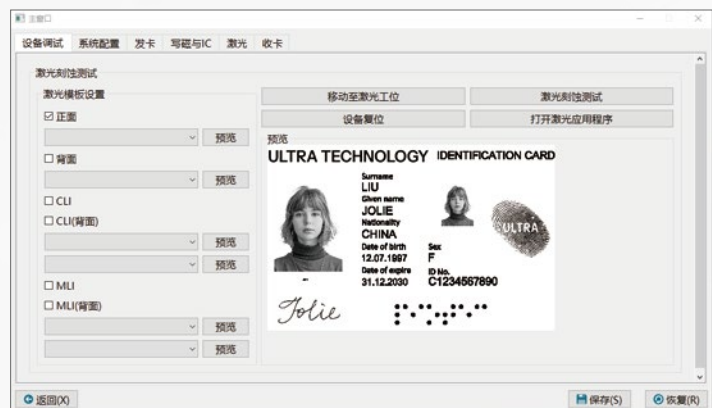 主窗口
设备调试 系统配置 发卡 写磁与IC 激光 收卡
激光刻蚀测试
激光模板设置
正面
预览
背面
预览
CLI
CLI(背面)
预览
预览
MLI
MLI(背面)
预览
预览
移动至激光工位 激光刻蚀测试
设备复位 打开激光应用程序
预览
ULTRA TECHNOLOGY IDENTIFICATION CARD
Surname
LIU
Given name
JOLIE
Nationality
CHINA
Date of birth Sex
12.07.1997 F
Date of expire ID No.
31.12.2030 C1234567890
ULTRA
Jolie
返回(X) 保存(S) 恢复(R)